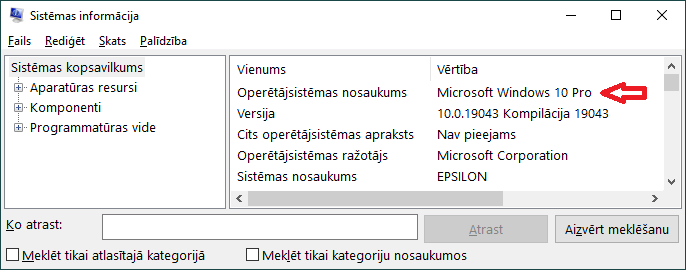 Sistēmas informācija
Fails Rediģēt Skats Palīdzība
Sistēmas kopsavilkums
Aparatūras resursi
Komponenti
Programmatūras vide
Vienums Vērtība
Operētājsistēmas nosaukums Microsoft Windows 10 Pro
Versija 10.0.19043 Kompilācija 19043
Cits operētājsistēmas apraksts Nav pieejams
Operētājsistēmas ražotājs Microsoft Corporation
Sistēmas nosaukums EPSILON
Ko atrast: Atrast Aizvērt meklēšanu
Meklēt tikai atlasītajā kategorijā Meklēt tikai kategoriju nosaukumos